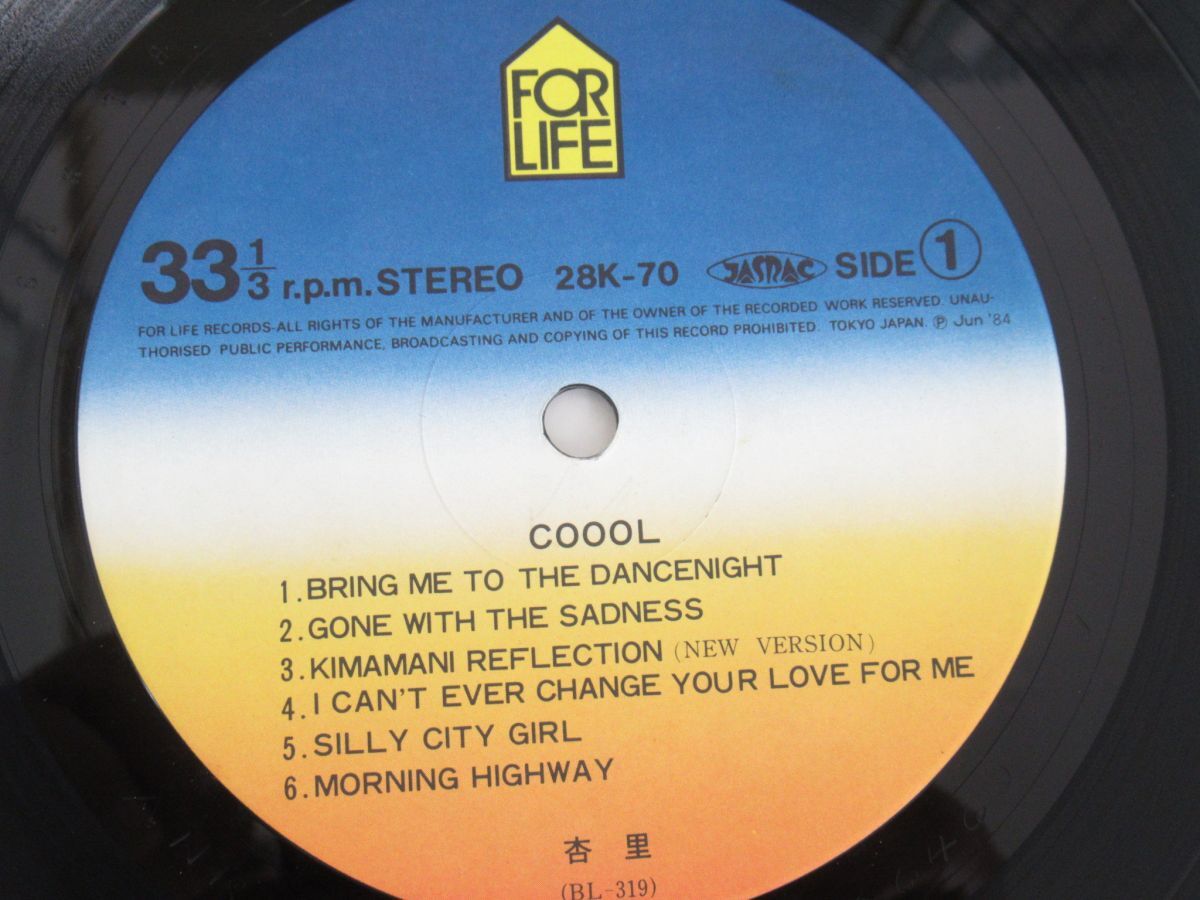 FOR
LIFE
33 1/3 r.p.m. STEREO 28K-70 JASRAC SIDE 1
FOR LIFE RECORDS-ALL RIGHTS OF THE MANUFACTURER AND OF THE OWNER OF THE RECORDED WORK RESERVED. UNAU-
THORISED PUBLIC PERFORMANCE, BROADCASTING AND COPYING OF THIS RECORD PROHIBITED. TOKYO JAPAN. ℗ Jun '84
COOOL
1.BRING ME TO THE DANCENIGHT
2.GONE WITH THE SADNESS
3.KIMAMANI REFLECTION (NEW VERSION)
4.I CAN'T EVER CHANGE YOUR LOVE FOR ME
5.SILLY CITY GIRL
6.MORNING HIGHWAY
杏里
(BL-319)